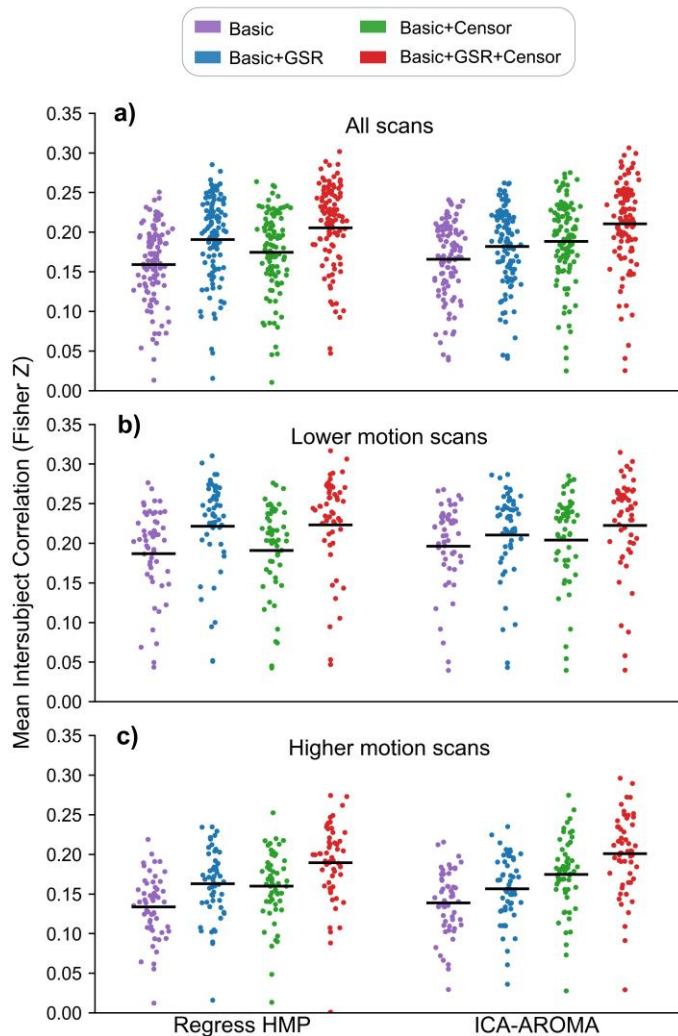 Basic
Basic+Censor
Basic+GSR
Basic+GSR+Censor
Mean Intersubject Correlation (Fisher Z)
a)
All scans
0.35
0.30
0.25
0.20
0.15
0.10
0.05
0.00
b)
Lower motion scans
0.35
0.30
0.25
0.20
0.15
0.10
0.05
0.00
c)
Higher motion scans
0.35
0.30
0.25
0.20
0.15
0.10
0.05
0.00
Regress HMP
ICA-AROMA